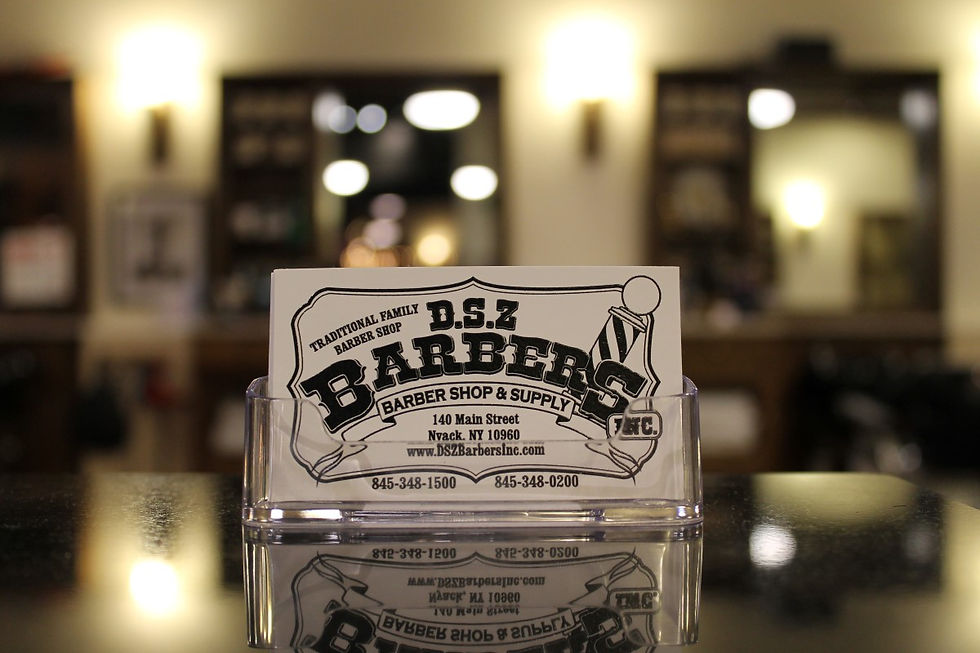 TRADITIONAL FAMILY
BARBER SHOP
D.S.Z
BARBERS
INC.
BARBER SHOP & SUPPLY
140 Main Street
Nyack, NY 10960
www.DSZBarbersInc.com
845-348-1500 845-348-0200